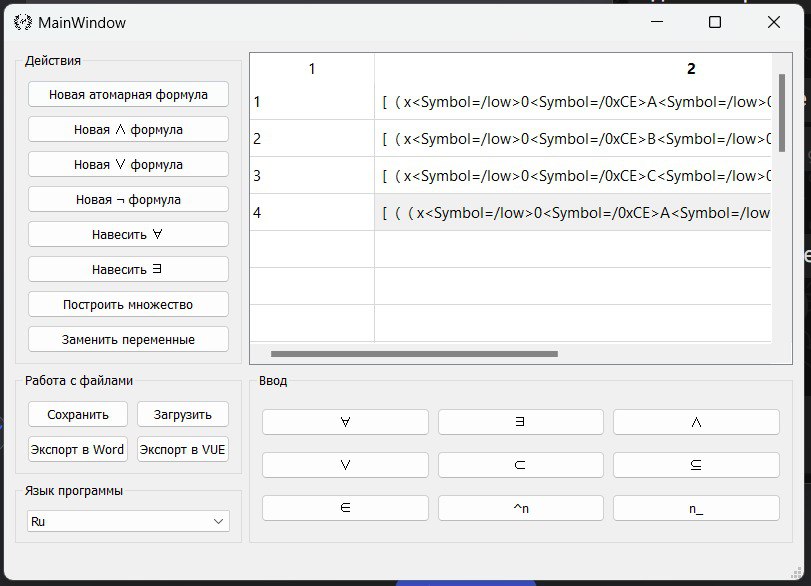 MainWindow
Действия
Новая атомарная формула
Новая ∧ формула
Новая ∨ формула
Новая ¬ формула
Навесить ∀
Навесить ∃
Построить множество
Заменить переменные
1 2
1 [ ( x<Symbol=/low>0<Symbol=/0xCE>A<Symbol=/low>0
2 [ ( x<Symbol=/low>0<Symbol=/0xCE>B<Symbol=/low>0
3 [ ( x<Symbol=/low>0<Symbol=/0xCE>C<Symbol=/low>0
4 [ ( ( x<Symbol=/low>0<Symbol=/0xCE>A<Symbol=/low
Работа с файлами
Сохранить Загрузить
Экспорт в Word Экспорт в VUE
Язык программы
Ru
Ввод
∀ ∃ ∧
∨ ⊂ ⊆
∈ ^n n_